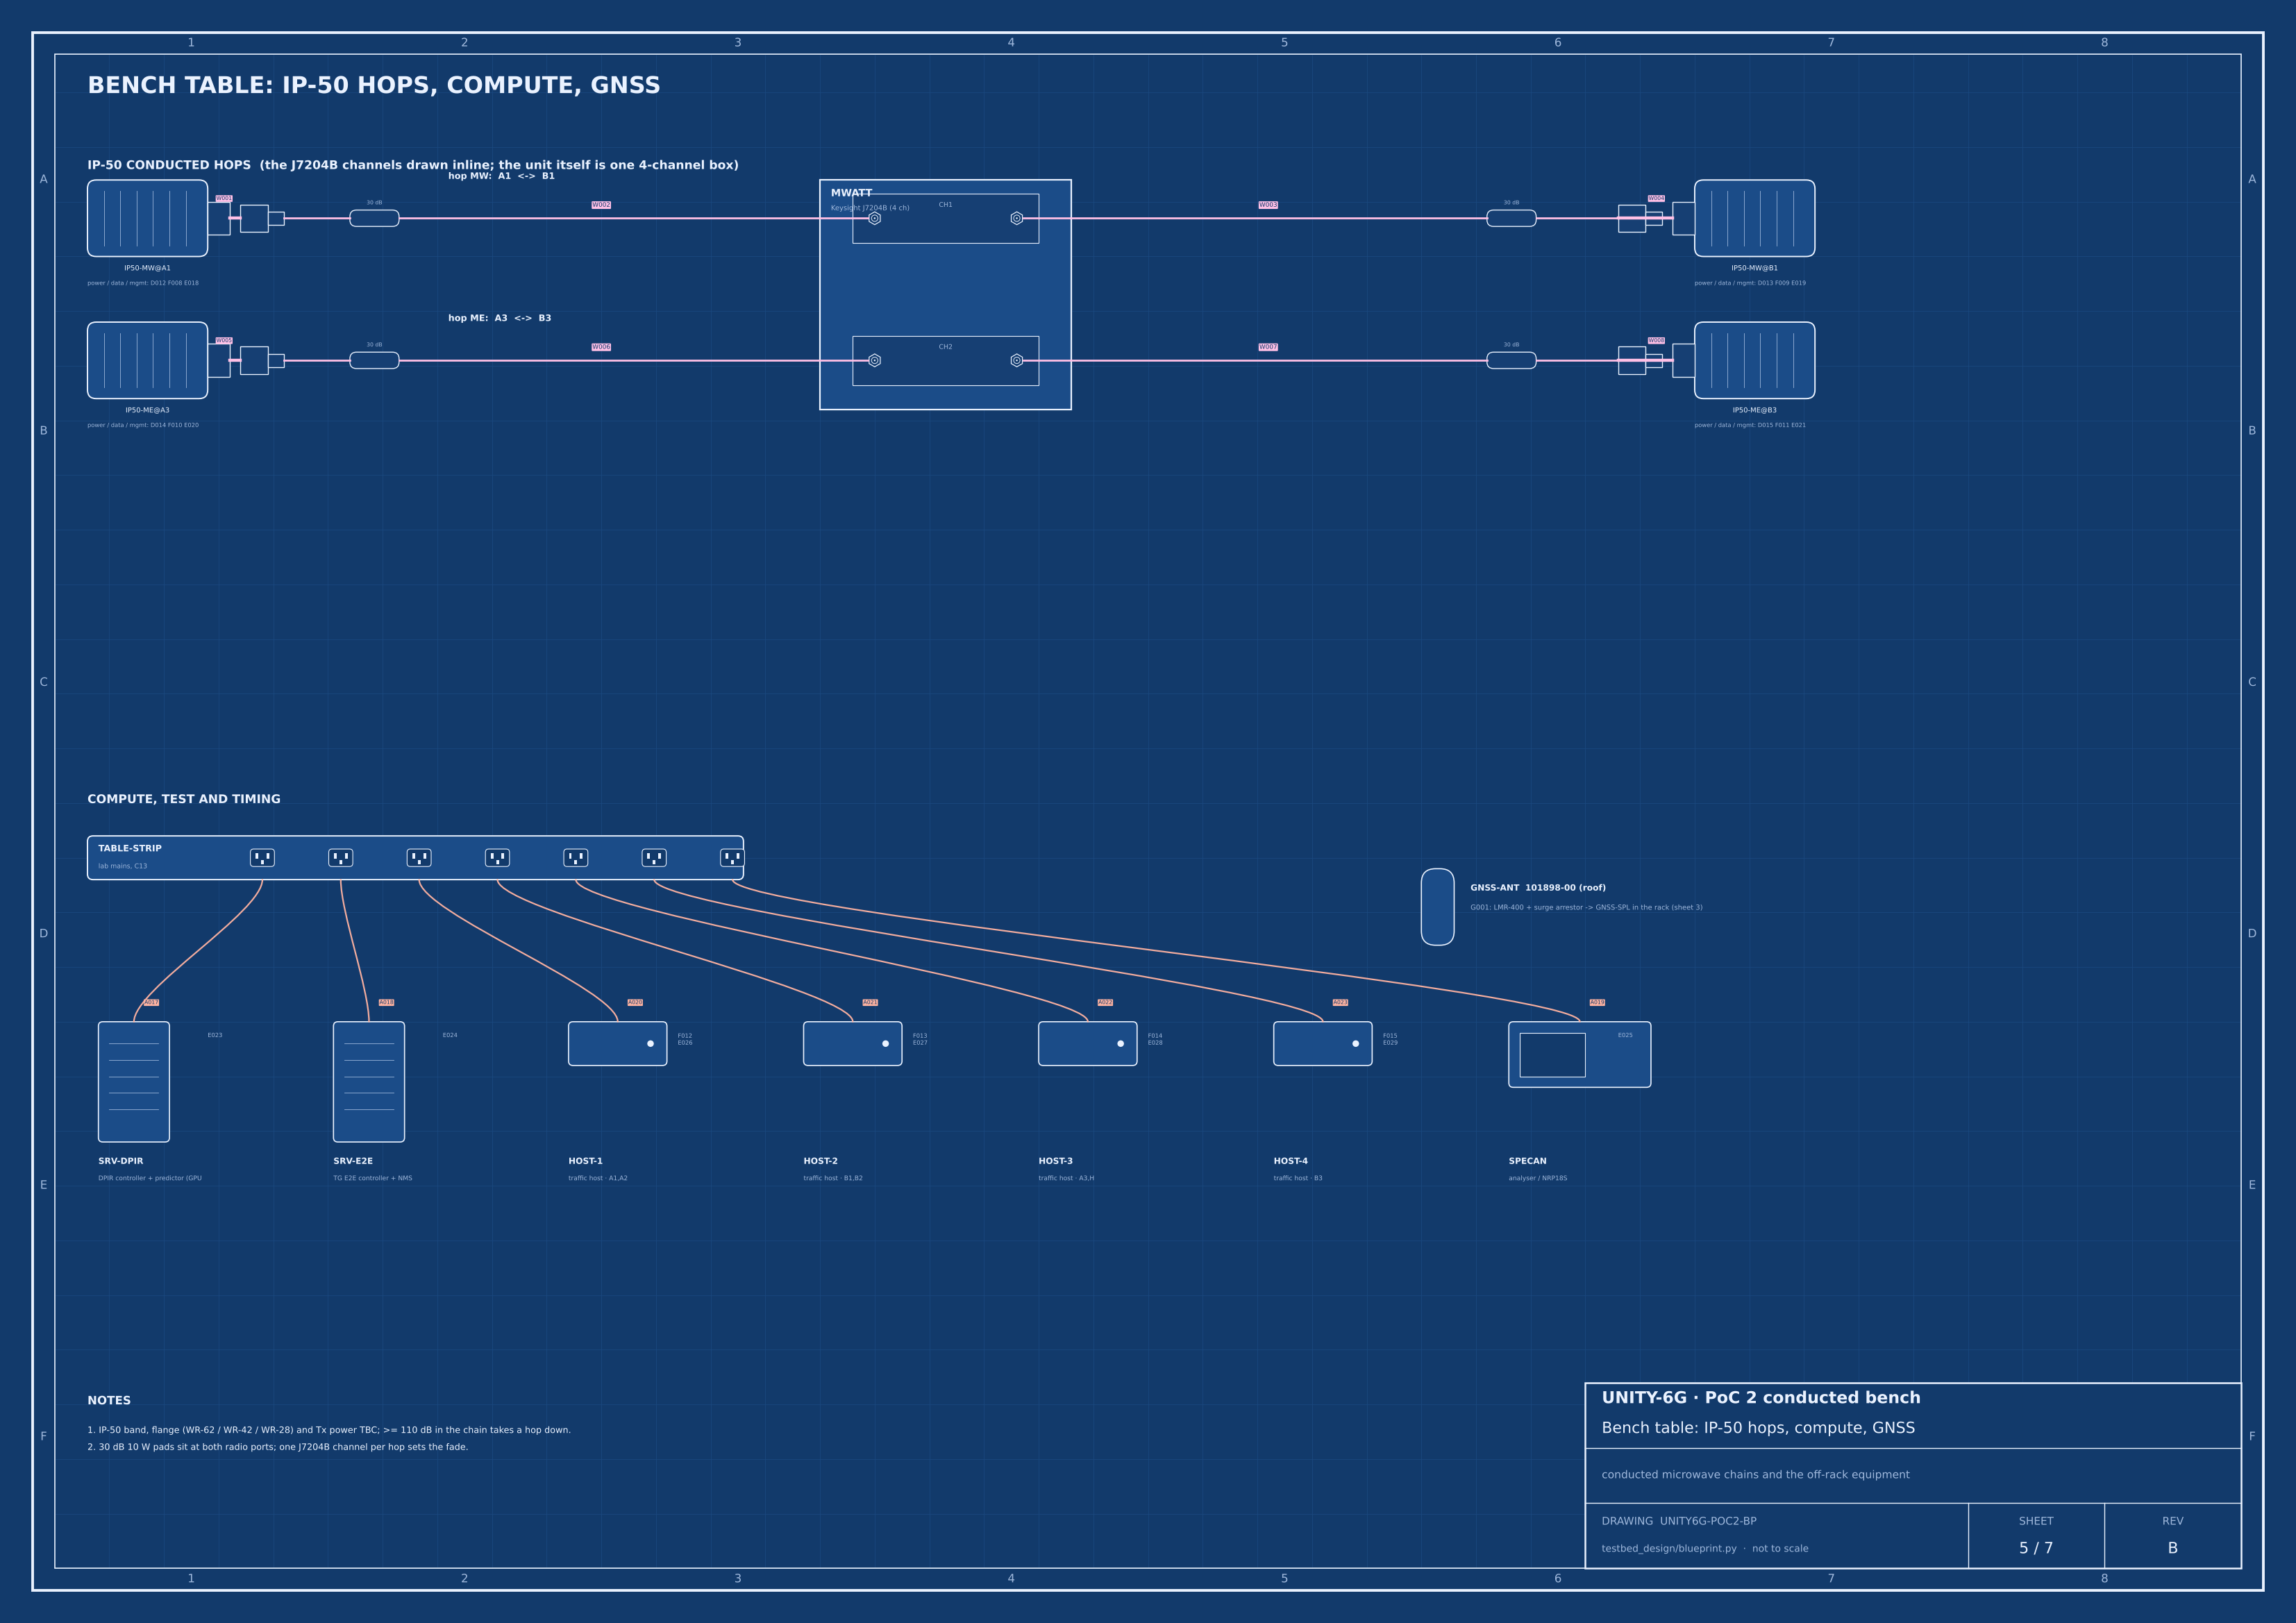 1 2 3 4 5 6 7 8
BENCH TABLE: IP-50 HOPS, COMPUTE, GNSS
IP-50 CONDUCTED HOPS (the J7204B channels drawn inline; the unit itself is one 4-channel box)
hop MW: A1 <-> B1
A
A
MWATT
Keysight J7204B (4 ch)
CH1
W001
30 dB
W002
W003
30 dB
W004
IP50-MW@A1
power / data / mgmt: D012 F008 E018
IP50-MW@B1
power / data / mgmt: D013 F009 E019
hop ME: A3 <-> B3
W005
30 dB
W006
CH2
W007
30 dB
W008
IP50-ME@A3
power / data / mgmt: D014 F010 E020
IP50-ME@B3
power / data / mgmt: D015 F011 E021
B
B
C
C
COMPUTE, TEST AND TIMING
TABLE-STRIP
lab mains, C13
GNSS-ANT 101898-00 (roof)
G001: LMR-400 + surge arrestor -> GNSS-SPL in the rack (sheet 3)
D
D
A017
A018
A020
A021
A022
A023
A019
E023
E024
F012
E026
F013
E027
F014
E028
F015
E029
E025
SRV-DPIR
DPIR controller + predictor (GPU
SRV-E2E
TG E2E controller + NMS
HOST-1
traffic host · A1,A2
HOST-2
traffic host · B1,B2
HOST-3
traffic host · A3,H
HOST-4
traffic host · B3
SPECAN
analyser / NRP18S
E
E
NOTES
1. IP-50 band, flange (WR-62 / WR-42 / WR-28) and Tx power TBC; >= 110 dB in the chain takes a hop down.
2. 30 dB 10 W pads sit at both radio ports; one J7204B channel per hop sets the fade.
F
F
UNITY-6G · PoC 2 conducted bench
Bench table: IP-50 hops, compute, GNSS
conducted microwave chains and the off-rack equipment
DRAWING UNITY6G-POC2-BP
testbed_design/blueprint.py · not to scale
SHEET
5 / 7
REV
B
1 2 3 4 5 6 7 8